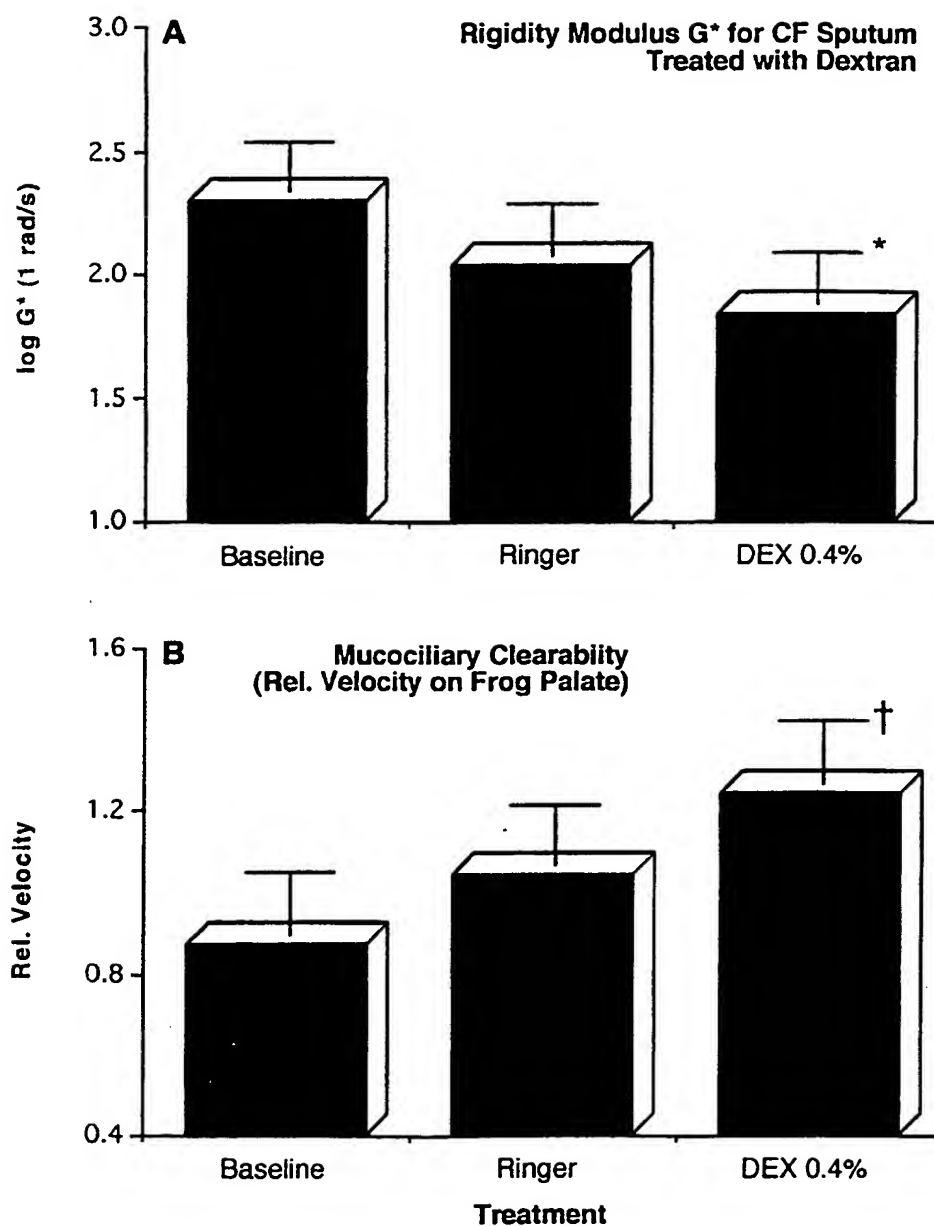 A
Rigidity Modulus G* for CF Sputum
Treated with Dextran
log G* (1 rad/s)
3.0
2.5
2.0
1.5
1.0
*
Baseline
Ringer
DEX 0.4%
B
Mucociliary Clearabiity
(Rel. Velocity on Frog Palate)
Rel. Velocity
1.6
1.2
0.8
0.4
†
Baseline
Ringer
DEX 0.4%
Treatment